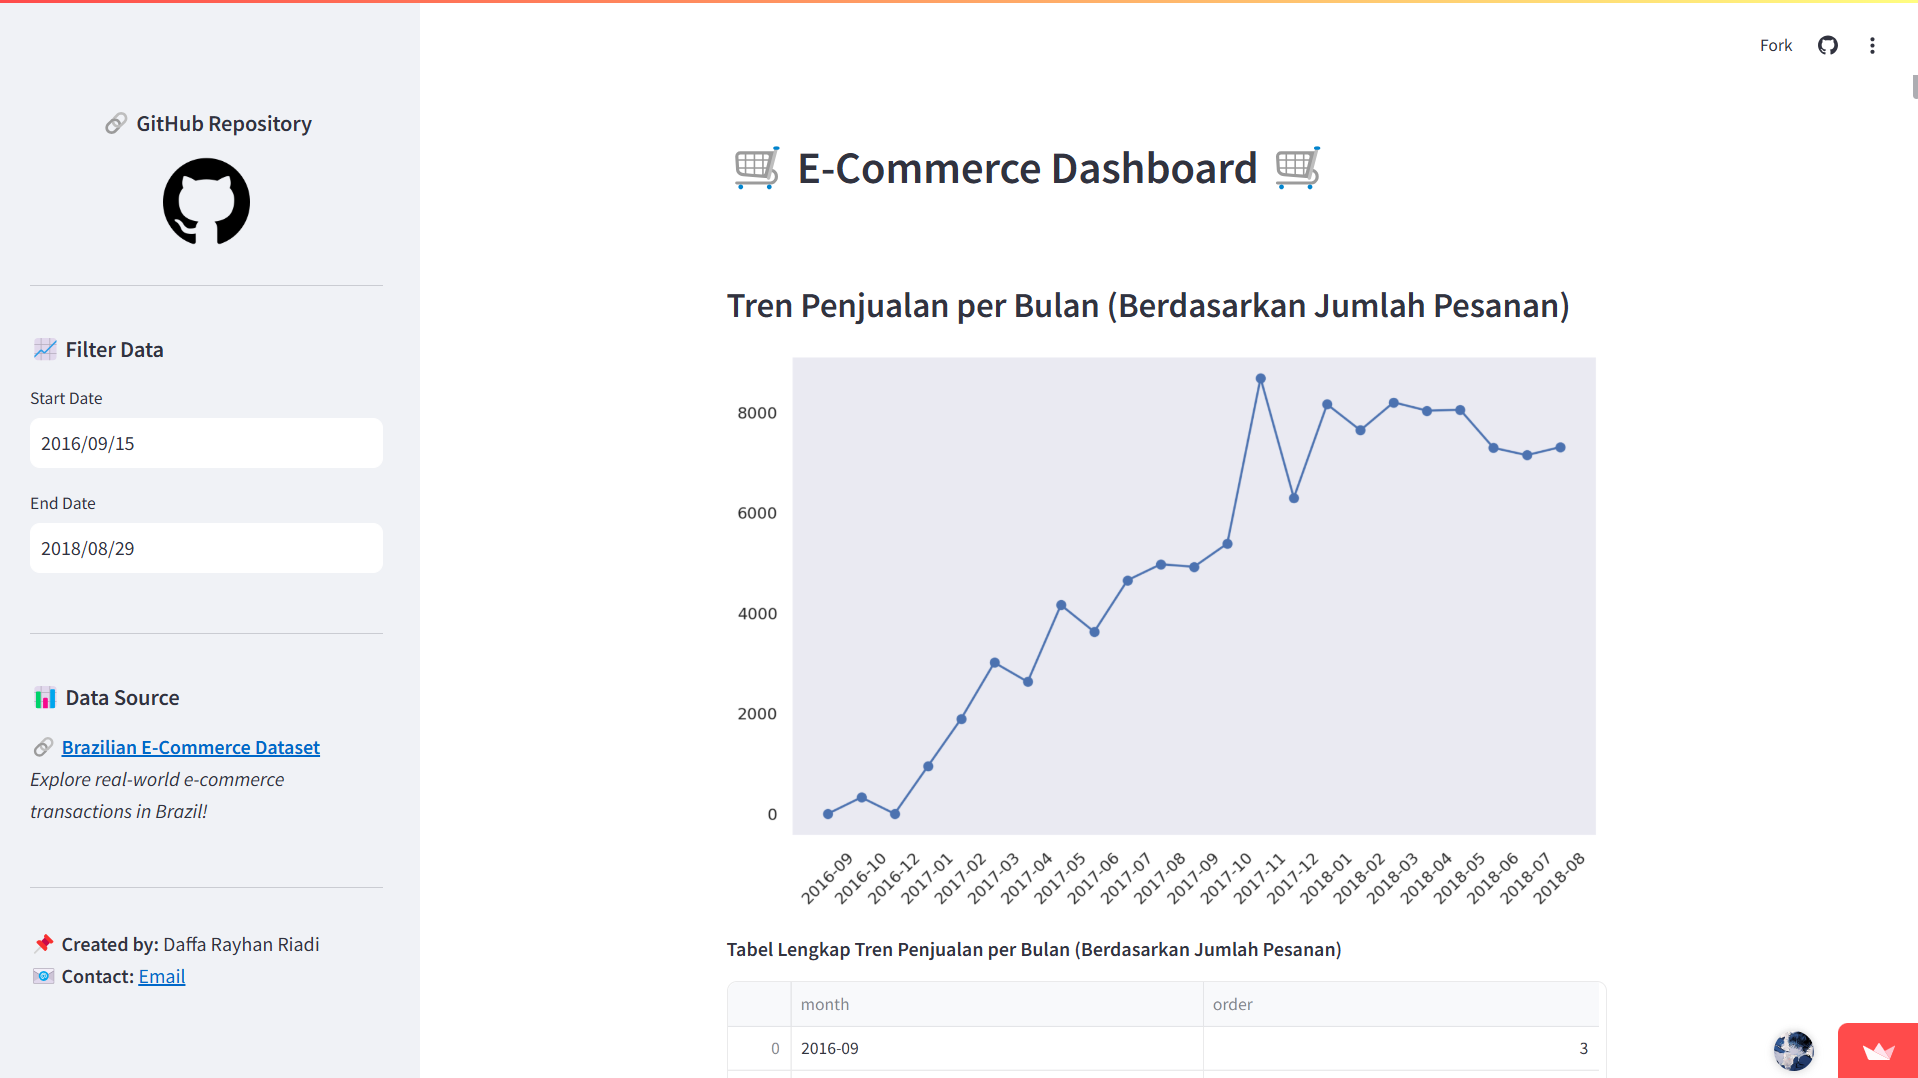 Fork
GitHub Repository
Filter Data
Start Date
2016/09/15
End Date
2018/08/29
Data Source
Brazilian E-Commerce Dataset
Explore real-world e-commerce
transactions in Brazil!
Created by: Daffa Rayhan Riadi
Contact: Email
E-Commerce Dashboard
Tren Penjualan per Bulan (Berdasarkan Jumlah Pesanan)
8000
6000
4000
2000
0
2016-09 2016-10 2016-12 2017-01 2017-02 2017-03 2017-04 2017-05 2017-06 2017-07 2017-08 2017-09 2017-10 2017-11 2017-12 2018-01 2018-02 2018-03 2018-04 2018-05 2018-06 2018-07 2018-08
Tabel Lengkap Tren Penjualan per Bulan (Berdasarkan Jumlah Pesanan)
month order
0 2016-09 3